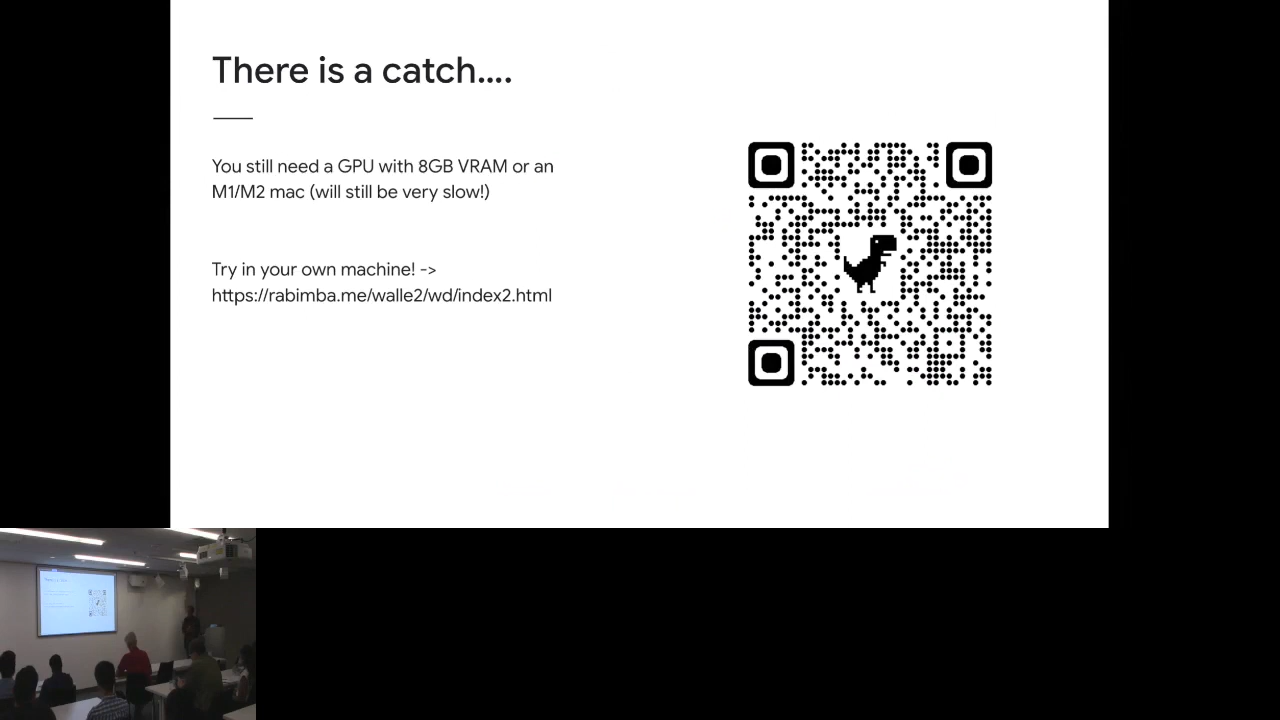 There is a catch....
You still need a GPU with 8GB VRAM or an
M1/M2 mac (will still be very slow!)
Try in your own machine! ->
https://rabimba.me/walle2/wd/index2.html